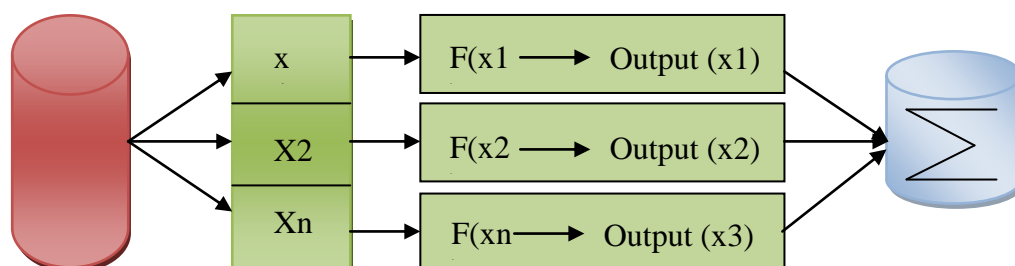 x
F(x1 Output (x1)
X2
F(x2 Output (x2)
Xn
F(xn Output (x3)
∑